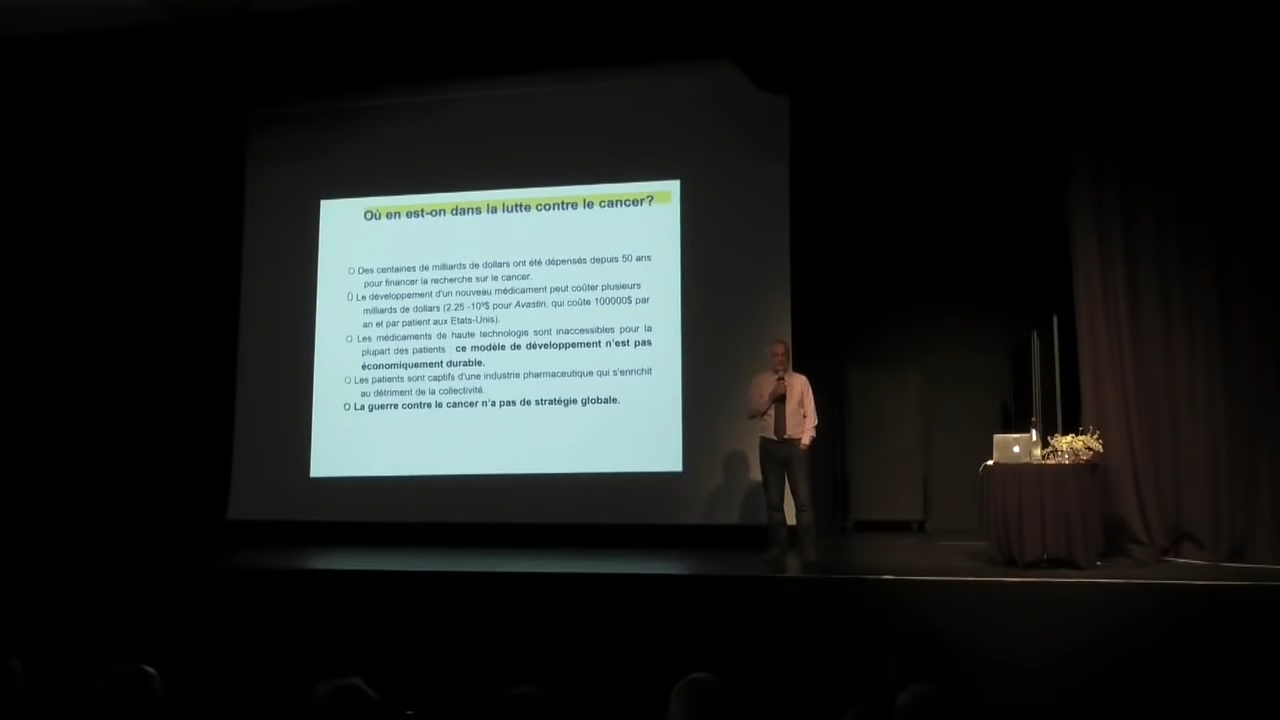 Où en est-on dans la lutte contre le cancer?
O Des centaines de milliards de dollars ont été dépensés depuis 50 ans
pour financer la recherche sur le cancer.
O Le développement d'un nouveau médicament peut coûter plusieurs
milliards de dollars (2.25 -10⁹$ pour Avastin, qui coûte 100000$ par
an et par patient aux Etats-Unis).
O Les médicaments de haute technologie sont inaccessibles pour la
plupart des patients : ce modèle de développement n'est pas
économiquement durable.
O Les patients sont captifs d'une industrie pharmaceutique qui s'enrichit
au détriment de la collectivité.
O La guerre contre le cancer n'a pas de stratégie globale.